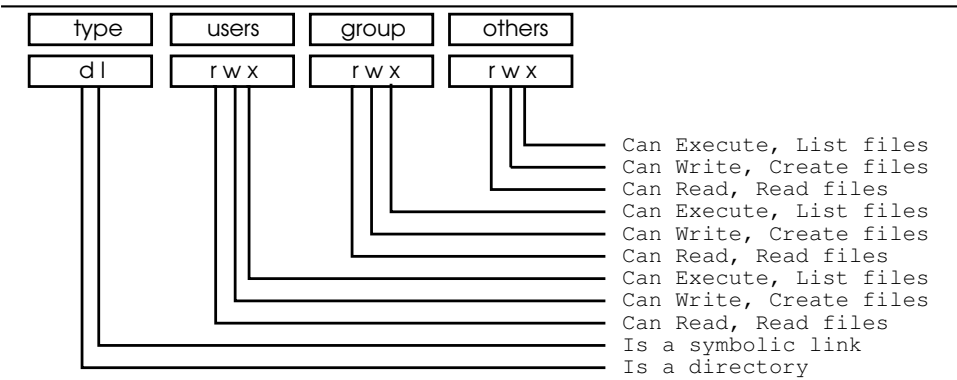 type users group others
d l r w x r w x r w x
Can Execute, List files
Can Write, Create files
Can Read, Read files
Can Execute, List files
Can Write, Create files
Can Read, Read files
Can Execute, List files
Can Write, Create files
Can Read, Read files
Is a symbolic link
Is a directory